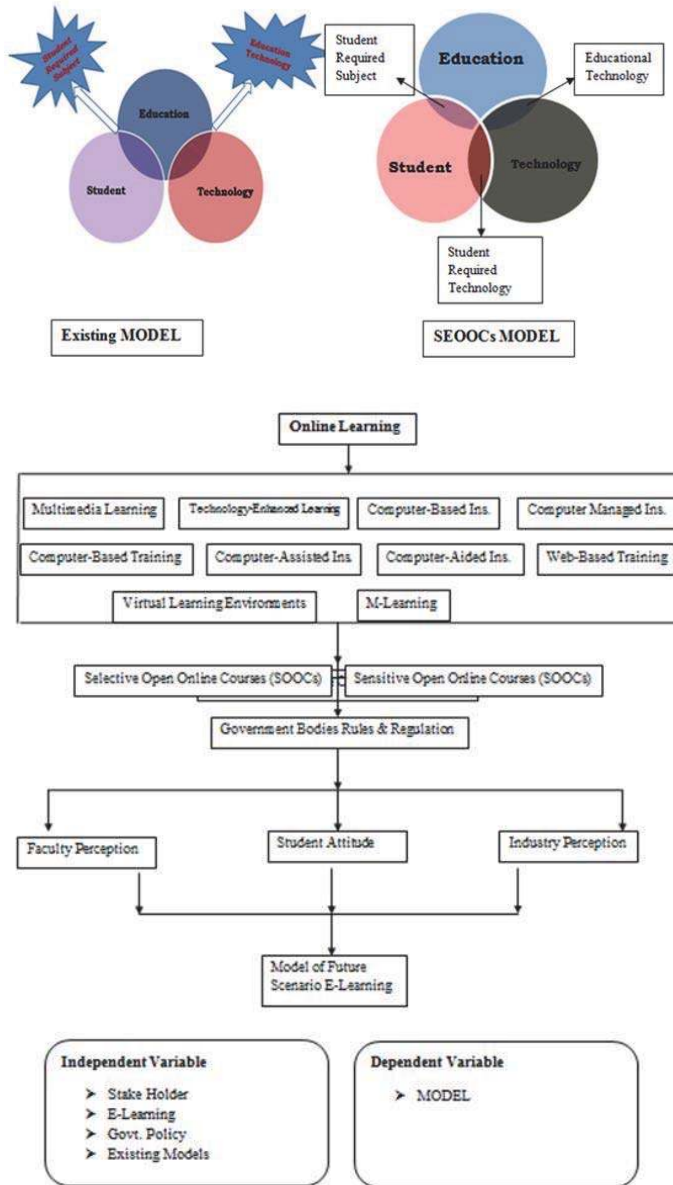 Student
Required
Subject
Education
Technology
Education
Student
Technology
Existing MODEL
Student
Required
Subject
Education
Educational
Technology
Student
Technology
Student
Required
Technology
SEOOCs MODEL
Online Learning
Multimedia Learning
Technology-Enhanced Learning
Computer-Based Ins.
Computer Managed Ins.
Computer-Based Training
Computer-Assisted Ins.
Computer-Aided Ins.
Web-Based Training
Virtual Learning Environments
M-Learning
Selective Open Online Courses (SOOCs)
Sensitive Open Online Courses (SOOCs)
Government Bodies Rules & Regulation
Faculty Perception
Student Attitude
Industry Perception
Model of Future
Scenario E-Learning
Independent Variable
➤ Stake Holder
➤ E-Learning
➤ Govt. Policy
➤ Existing Models
Dependent Variable
➤ MODEL